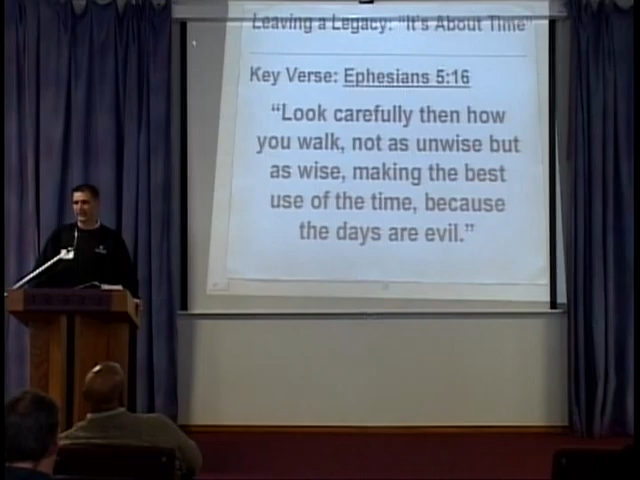 Leaving a Legacy: "It's About Time"
Key Verse: Ephesians 5:16
“Look carefully then how
you walk, not as unwise but
as wise, making the best
use of the time, because
the days are evil.”